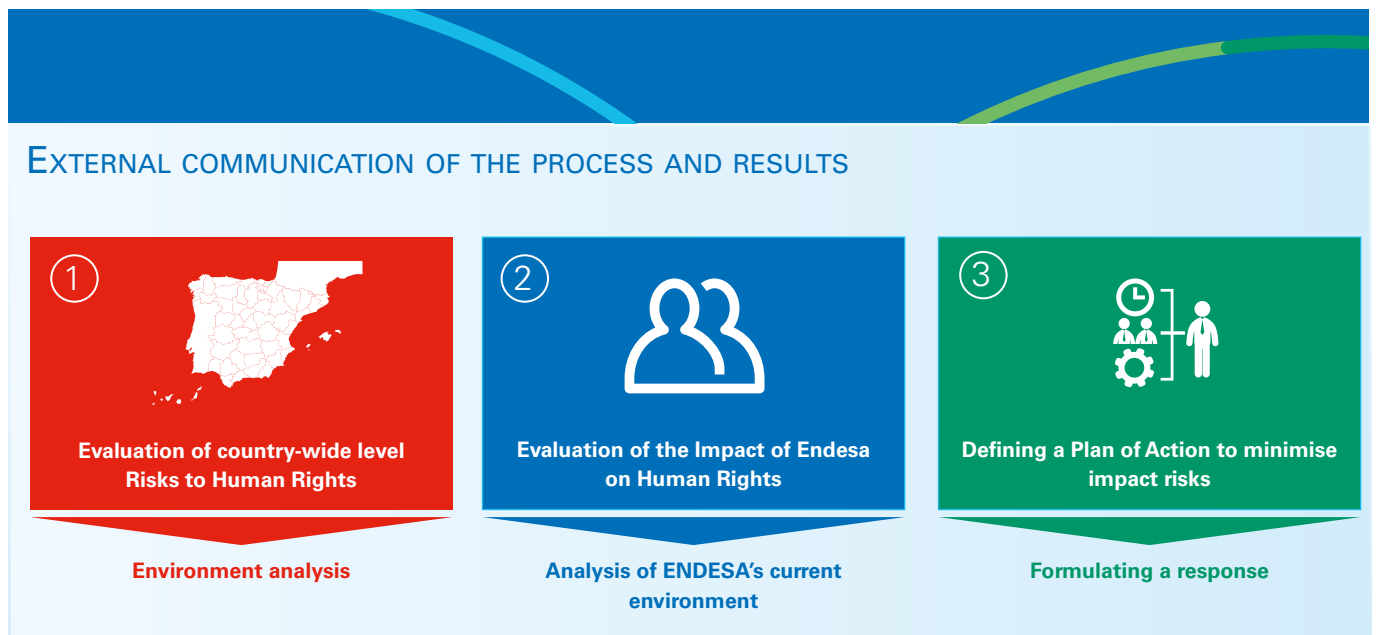 EXTERNAL COMMUNICATION OF THE PROCESS AND RESULTS
1
Evaluation of country-wide level
Risks to Human Rights
Environment analysis
2
Evaluation of the Impact of Endesa
on Human Rights
Analysis of ENDESA's current
environment
3
Defining a Plan of Action to minimise
impact risks
Formulating a response